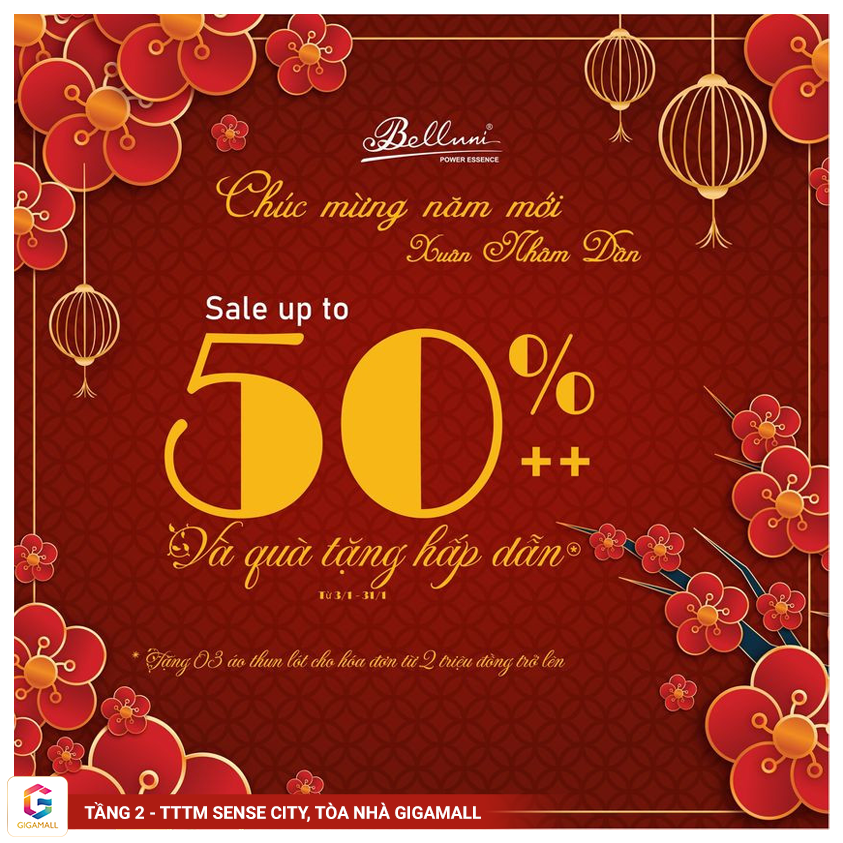 Belluni®
POWER ESSENCE
Chúc mừng năm mới
Xuân Nhâm Dần
Sale up to
50%
++
Và quà tặng hấp dẫn*
Từ 3/1 - 31/1
* Tặng 03 áo thun lót cho hóa đơn từ 2 triệu đồng trở lên
GIGAMALL
TẦNG 2 - TTTM SENSE CITY, TÒA NHÀ GIGAMALL